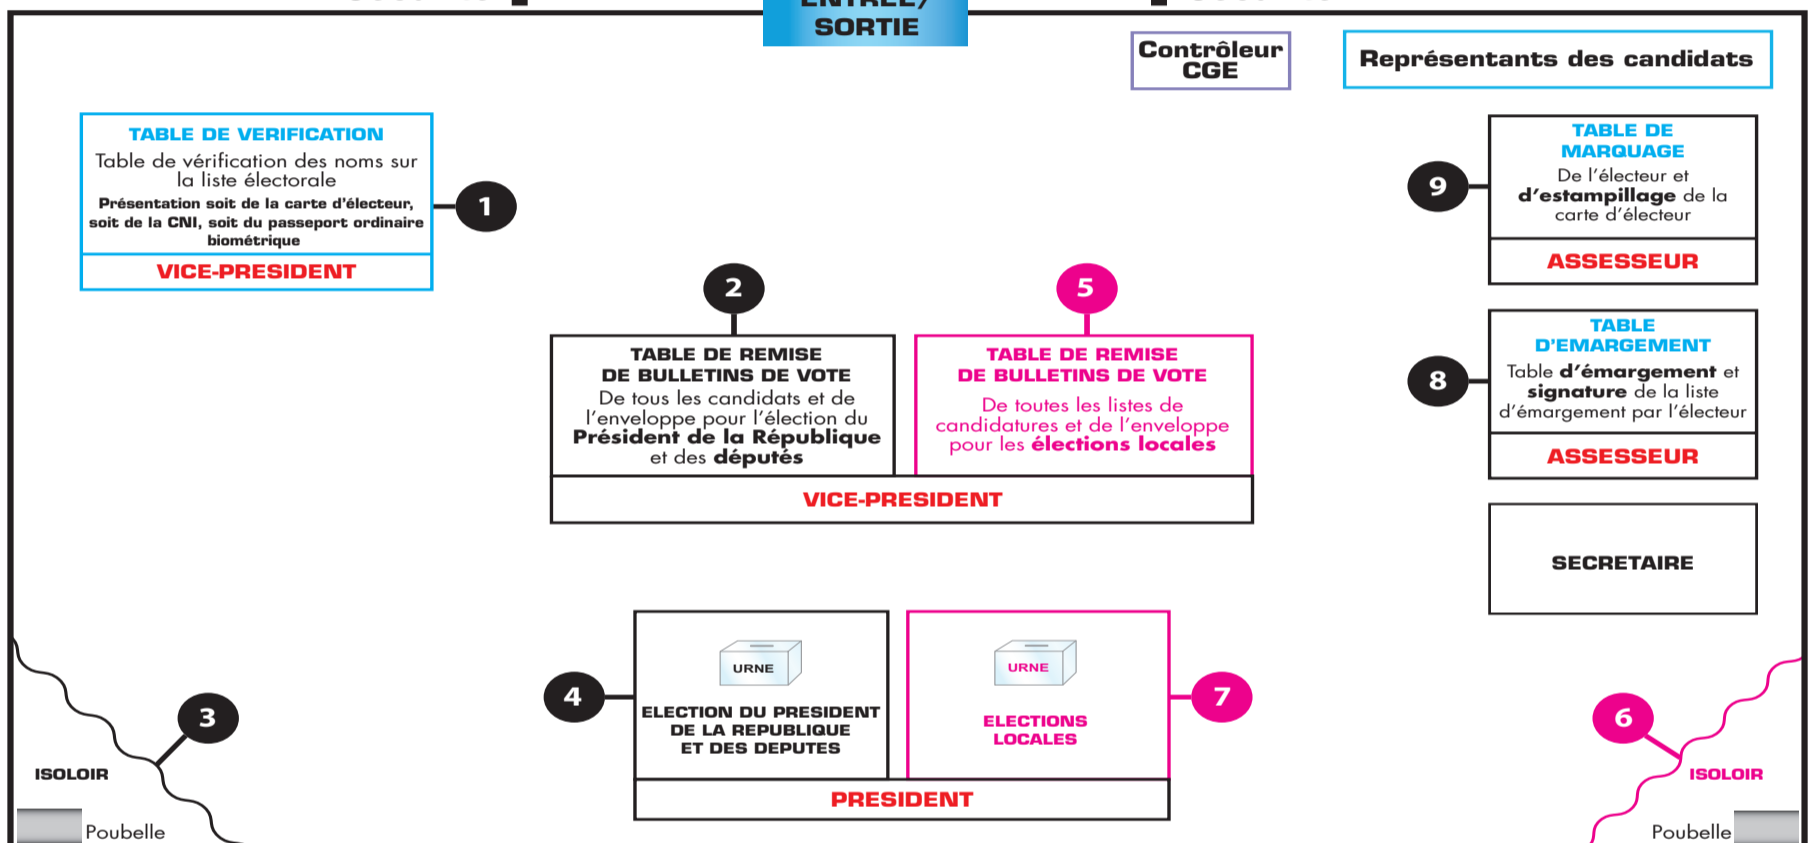 ENTREE/
SORTIE
Contrôleur
CGE
Représentants des candidats
TABLE DE VERIFICATION
Table de vérification des noms sur
la liste électorale
Présentation soit de la carte d'électeur,
soit de la CNI, soit du passeport ordinaire
biométrique
VICE-PRESIDENT
1
TABLE DE
MARQUAGE
De l'électeur et
d'estampillage de la
carte d'électeur
ASSESSEUR
9
2
TABLE DE REMISE
DE BULLETINS DE VOTE
De tous les candidats et de
l'enveloppe pour l'élection du
Président de la République
et des députés
5
TABLE DE REMISE
DE BULLETINS DE VOTE
De toutes les listes de
candidatures et de l'enveloppe
pour les élections locales
VICE-PRESIDENT
TABLE
D'EMARGEMENT
Table d'émargement et
signature de la liste
d'émargement par l'électeur
ASSESSEUR
8
SECRETAIRE
4
URNE
ELECTION DU PRESIDENT
DE LA REPUBLIQUE
ET DES DEPUTES
URNE
ELECTIONS
LOCALES
7
PRESIDENT
3
ISOLOIR
Poubelle
6
ISOLOIR
Poubelle